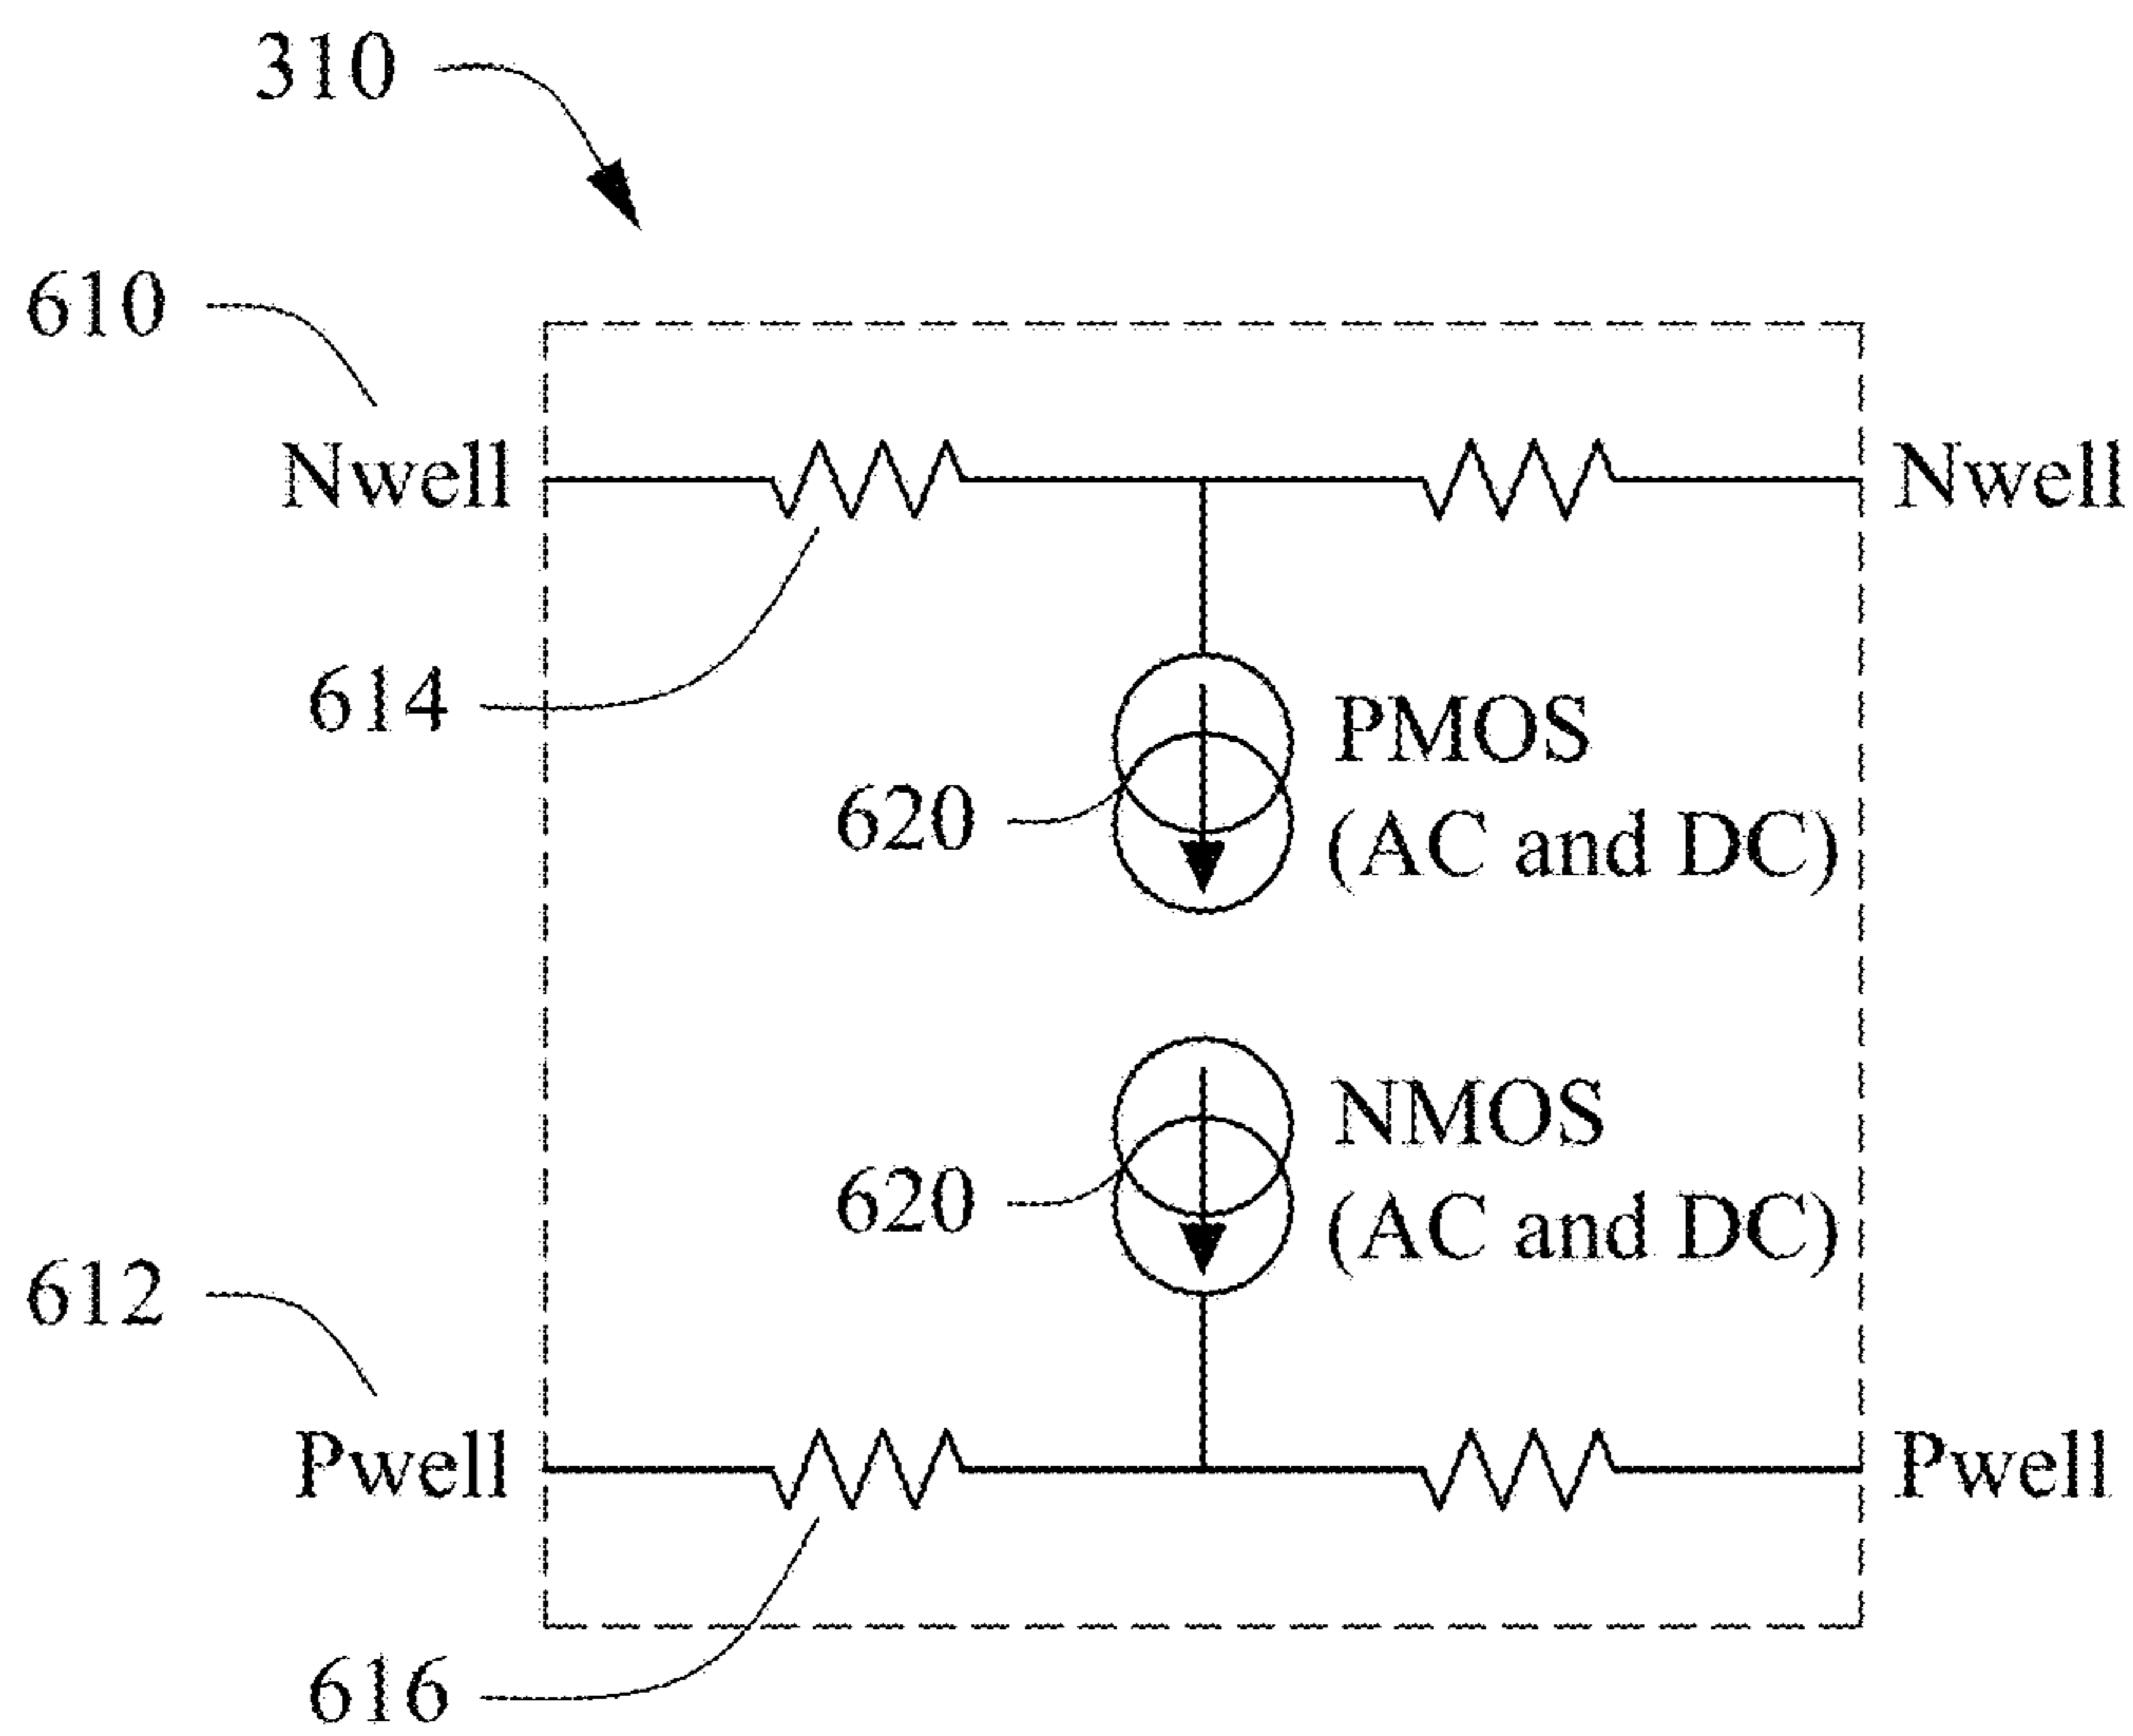 310
610
Nwell
Nwell
614
PMOS
620
(AC and DC)
NMOS
620
(AC and DC)
612
Pwell
Pwell
616